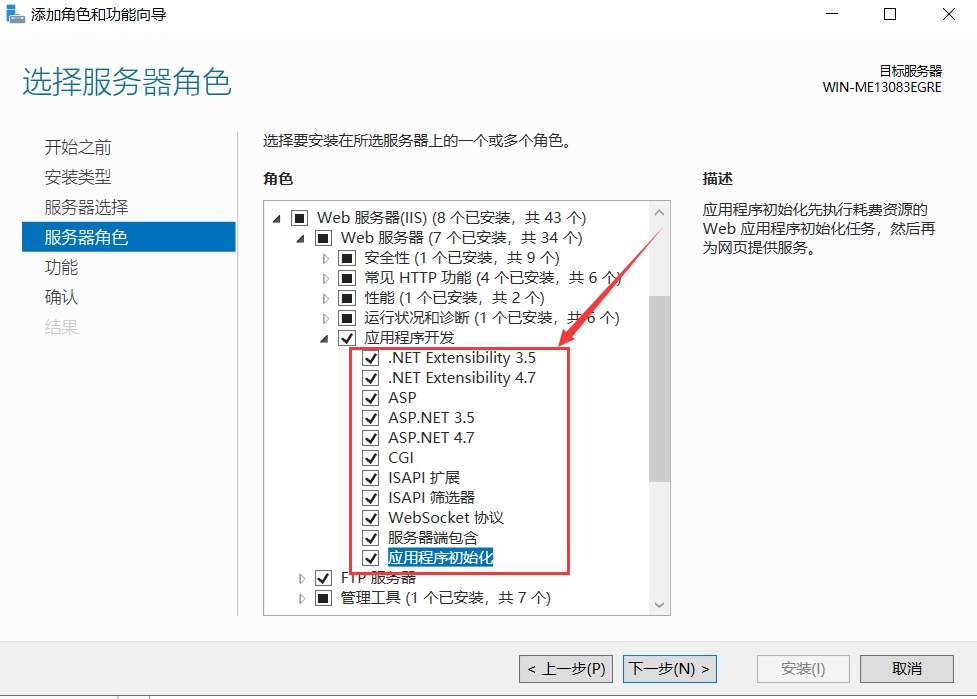 添加角色和功能向导
选择服务器角色
目标服务器
WIN-ME13083EGRE
开始之前
安装类型
服务器选择
服务器角色
功能
确认
结果
选择要安装在所选服务器上的一个或多个角色。
角色
Web 服务器(IIS) (8 个已安装，共 43 个)
Web 服务器 (7 个已安装，共 34 个)
安全性 (1 个已安装，共 9 个)
常见 HTTP 功能 (4 个已安装，共 6 个)
性能 (1 个已安装，共 2 个)
运行状况和诊断 (1 个已安装，共 6 个)
应用程序开发
.NET Extensibility 3.5
.NET Extensibility 4.7
ASP
ASP.NET 3.5
ASP.NET 4.7
CGI
ISAPI 扩展
ISAPI 筛选器
WebSocket 协议
服务器端包含
应用程序初始化
FTP 服务器
管理工具 (1 个已安装，共 7 个)
描述
应用程序初始化先执行耗费资源的
Web 应用程序初始化任务，然后再
为网页提供服务。
< 上一步(P)
下一步(N) >
安装(I)
取消